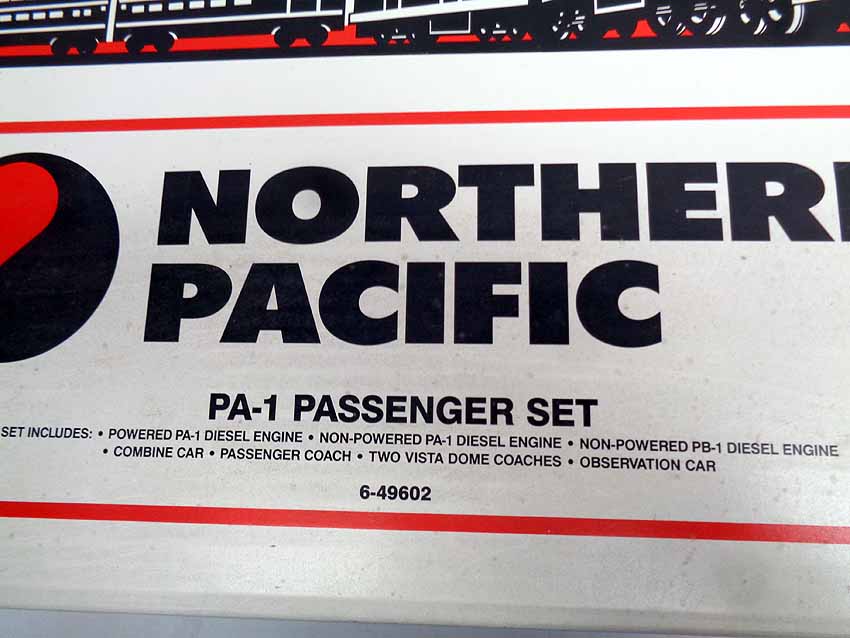 NORTHER
PACIFIC
PA-1 PASSENGER SET
SET INCLUDES: • POWERED PA-1 DIESEL ENGINE • NON-POWERED PA-1 DIESEL ENGINE • NON-POWERED PB-1 DIESEL ENGINE
• COMBINE CAR • PASSENGER COACH • TWO VISTA DOME COACHES • OBSERVATION CAR
6-49602